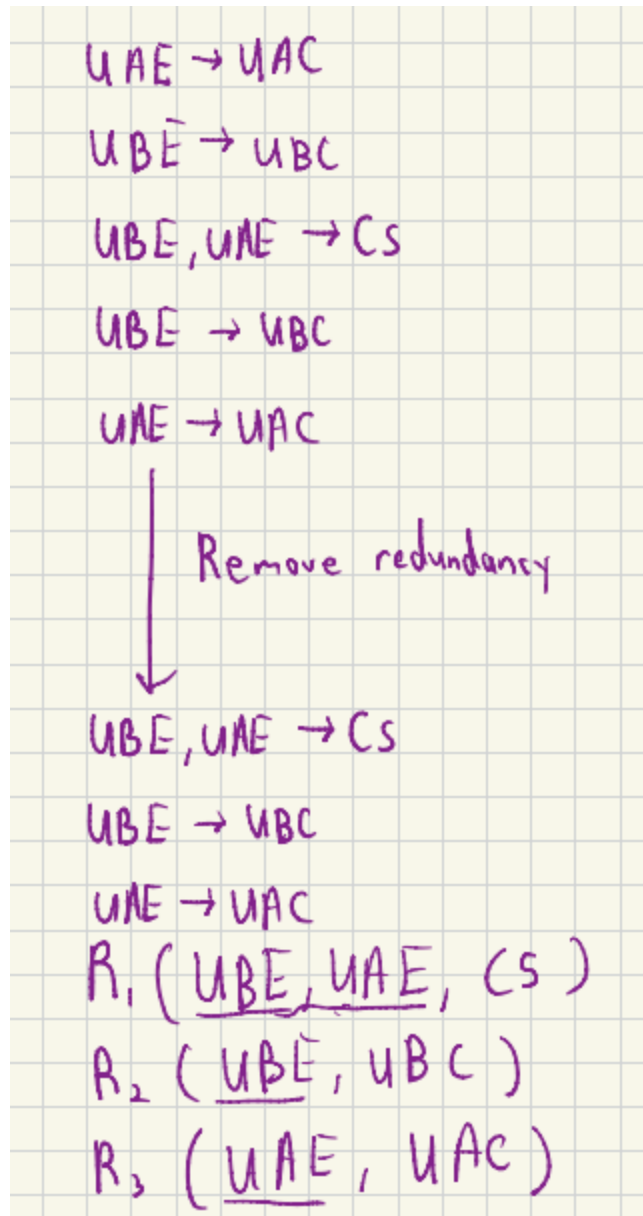 UAE → UAC
UBE → UBC
UBE, UAE → CS
UBE → UBC
UAE → UAC
Remove redundancy
UBE, UAE → CS
UBE → UBC
UAE → UAC
R₁ ( UBE, UAE, CS )
R₂ ( UBE, UBC )
R₃ ( UAE, UAC )